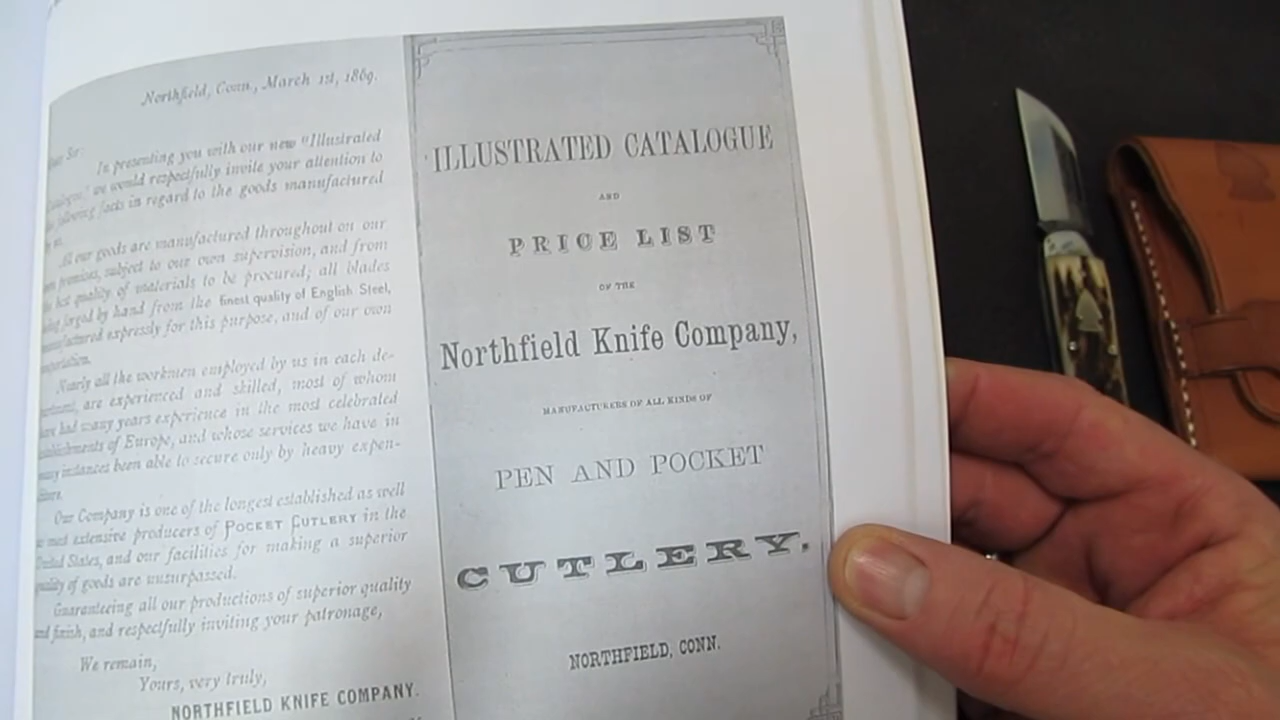 Northfield, Conn., March 1st, 1869.
Sir:
In presenting you with our new "Illustrated
we would respectfully invite your attention to
following facts in regard to the goods manufactured
All our goods are manufactured throughout on our
premises, subject to our own supervision, and from
best quality of materials to be procured; all blades
forged by hand from the finest quality of English Steel,
manufactured expressly for this purpose, and of our own
importation.
Nearly all the workmen employed by us in each de-
are experienced and skilled, most of whom
have had many years experience in the most celebrated
establishments of Europe, and whose services we have in
many instances been able to secure only by heavy expen-
Our Company is one of the longest established as well
most extensive producers of POCKET CUTLERY in the
United States, and our facilities for making a superior
quality of goods are unsurpassed.
Guaranteeing all our productions of superior quality
and finish, and respectfully inviting your patronage,
We remain,
Yours, very truly,
NORTHFIELD KNIFE COMPANY.
ILLUSTRATED CATALOGUE
AND
PRICE LIST
OF THE
Northfield Knife Company,
MANUFACTURERS OF ALL KINDS OF
PEN AND POCKET
CUTLERY.
NORTHFIELD, CONN.